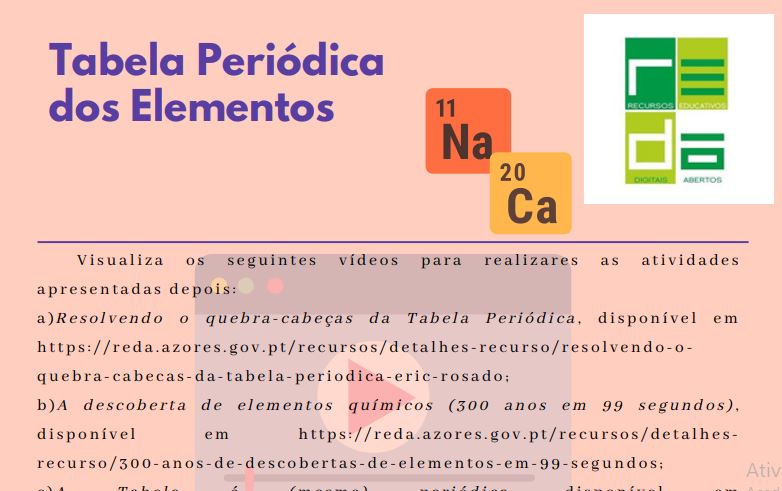 Tabela Periódica
dos Elementos
11
Na
20
Ca
RECURSOS EDUCATIVOS
DIGITAIS ABERTOS
Visualiza os seguintes vídeos para realizares as atividades
apresentadas depois:
a)Resolvendo o quebra-cabeças da Tabela Periódica, disponível em
https://reda.azores.gov.pt/recursos/detalhes-recurso/resolvendo-o-
quebra-cabecas-da-tabela-periodica-eric-rosado;
b)A descoberta de elementos químicos (300 anos em 99 segundos),
disponível em https://reda.azores.gov.pt/recursos/detalhes-
recurso/300-anos-de-descobertas-de-elementos-em-99-segundos;
c)A Tabela é (mesmo) periódica, disponível em
Ativ